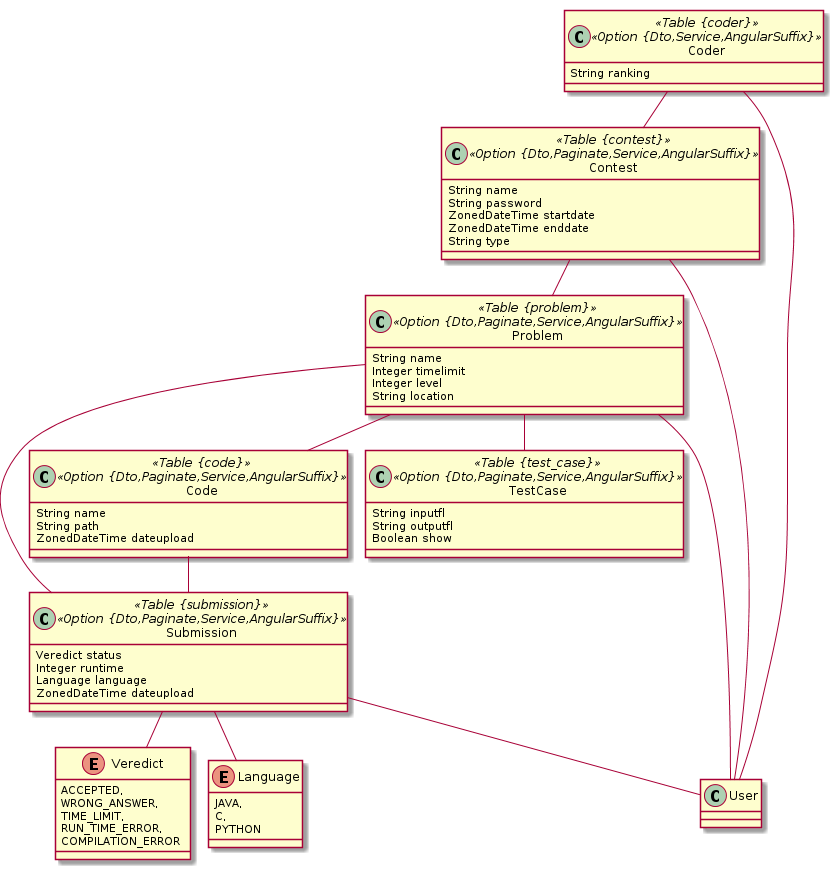 «Table {coder}»
C «Option {Dto,Service,AngularSuffix}»
Coder
String ranking
«Table {contest}»
C «Option {Dto,Paginate,Service,AngularSuffix}»
Contest
String name
String password
ZonedDateTime startdate
ZonedDateTime enddate
String type
«Table {problem}»
C «Option {Dto,Paginate,Service,AngularSuffix}»
Problem
String name
Integer timelimit
Integer level
String location
«Table {code}»
C «Option {Dto,Paginate,Service,AngularSuffix}»
Code
String name
String path
ZonedDateTime dateupload
«Table {test_case}»
C «Option {Dto,Paginate,Service,AngularSuffix}»
TestCase
String inputfl
String outputfl
Boolean show
«Table {submission}»
C «Option {Dto,Paginate,Service,AngularSuffix}»
Submission
Veredict status
Integer runtime
Language language
ZonedDateTime dateupload
E Veredict
ACCEPTED,
WRONG_ANSWER,
TIME_LIMIT,
RUN_TIME_ERROR,
COMPILATION_ERROR
E Language
JAVA,
C,
PYTHON
C User